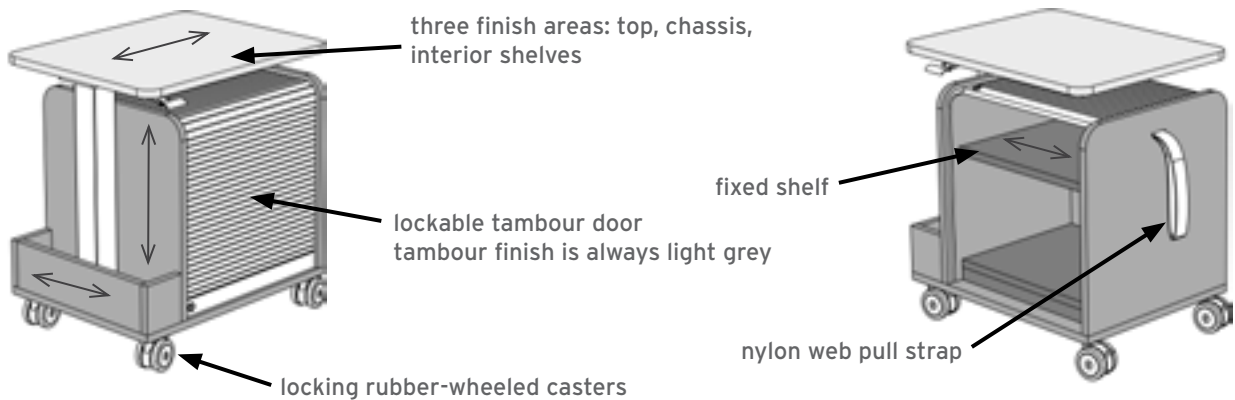 three finish areas: top, chassis,
interior shelves
fixed shelf
lockable tambour door
tambour finish is always light grey
nylon web pull strap
locking rubber-wheeled casters